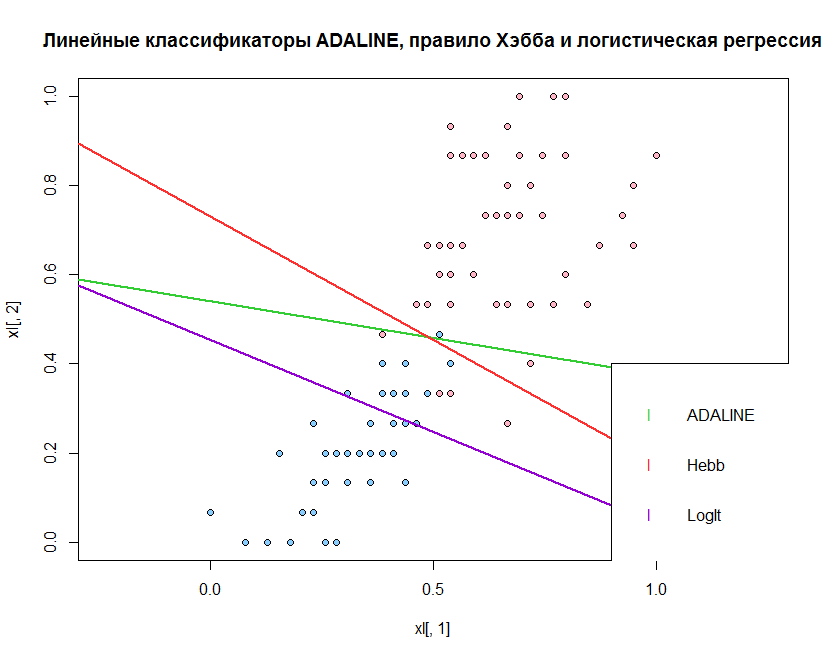 Линейные классификаторы ADALINE, правило Хэбба и логистическая регрессия
xl[, 2]
1.0
0.8
0.6
0.4
0.2
0.0
ADALINE
Hebb
LogIt
0.0 0.5 1.0
xl[, 1]